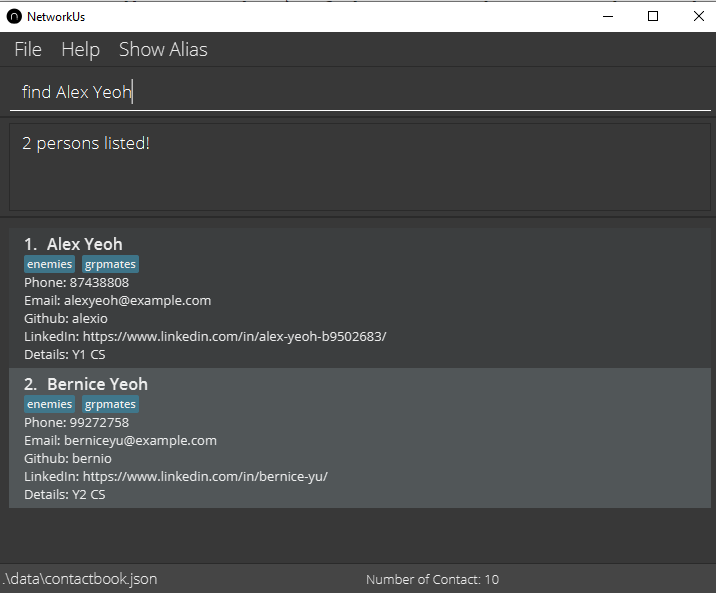 NetworkUs
File Help Show Alias
find Alex Yeoh
2 persons listed!
1. Alex Yeoh
enemies grpmates
Phone: 87438808
Email: alexyeoh@example.com
Github: alexio
LinkedIn: https://www.linkedin.com/in/alex-yeoh-b9502683/
Details: Y1 CS
2. Bernice Yeoh
enemies grpmates
Phone: 99272758
Email: berniceyu@example.com
Github: bernio
LinkedIn: https://www.linkedin.com/in/bernice-yu/
Details: Y2 CS
.\data\contactbook.json Number of Contact: 10